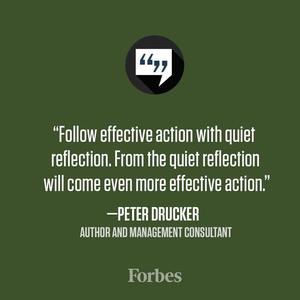 “Follow effective action with quiet
reflection. From the quiet reflection
will come even more effective action.”
—PETER DRUCKER
AUTHOR AND MANAGEMENT CONSULTANT
Forbes